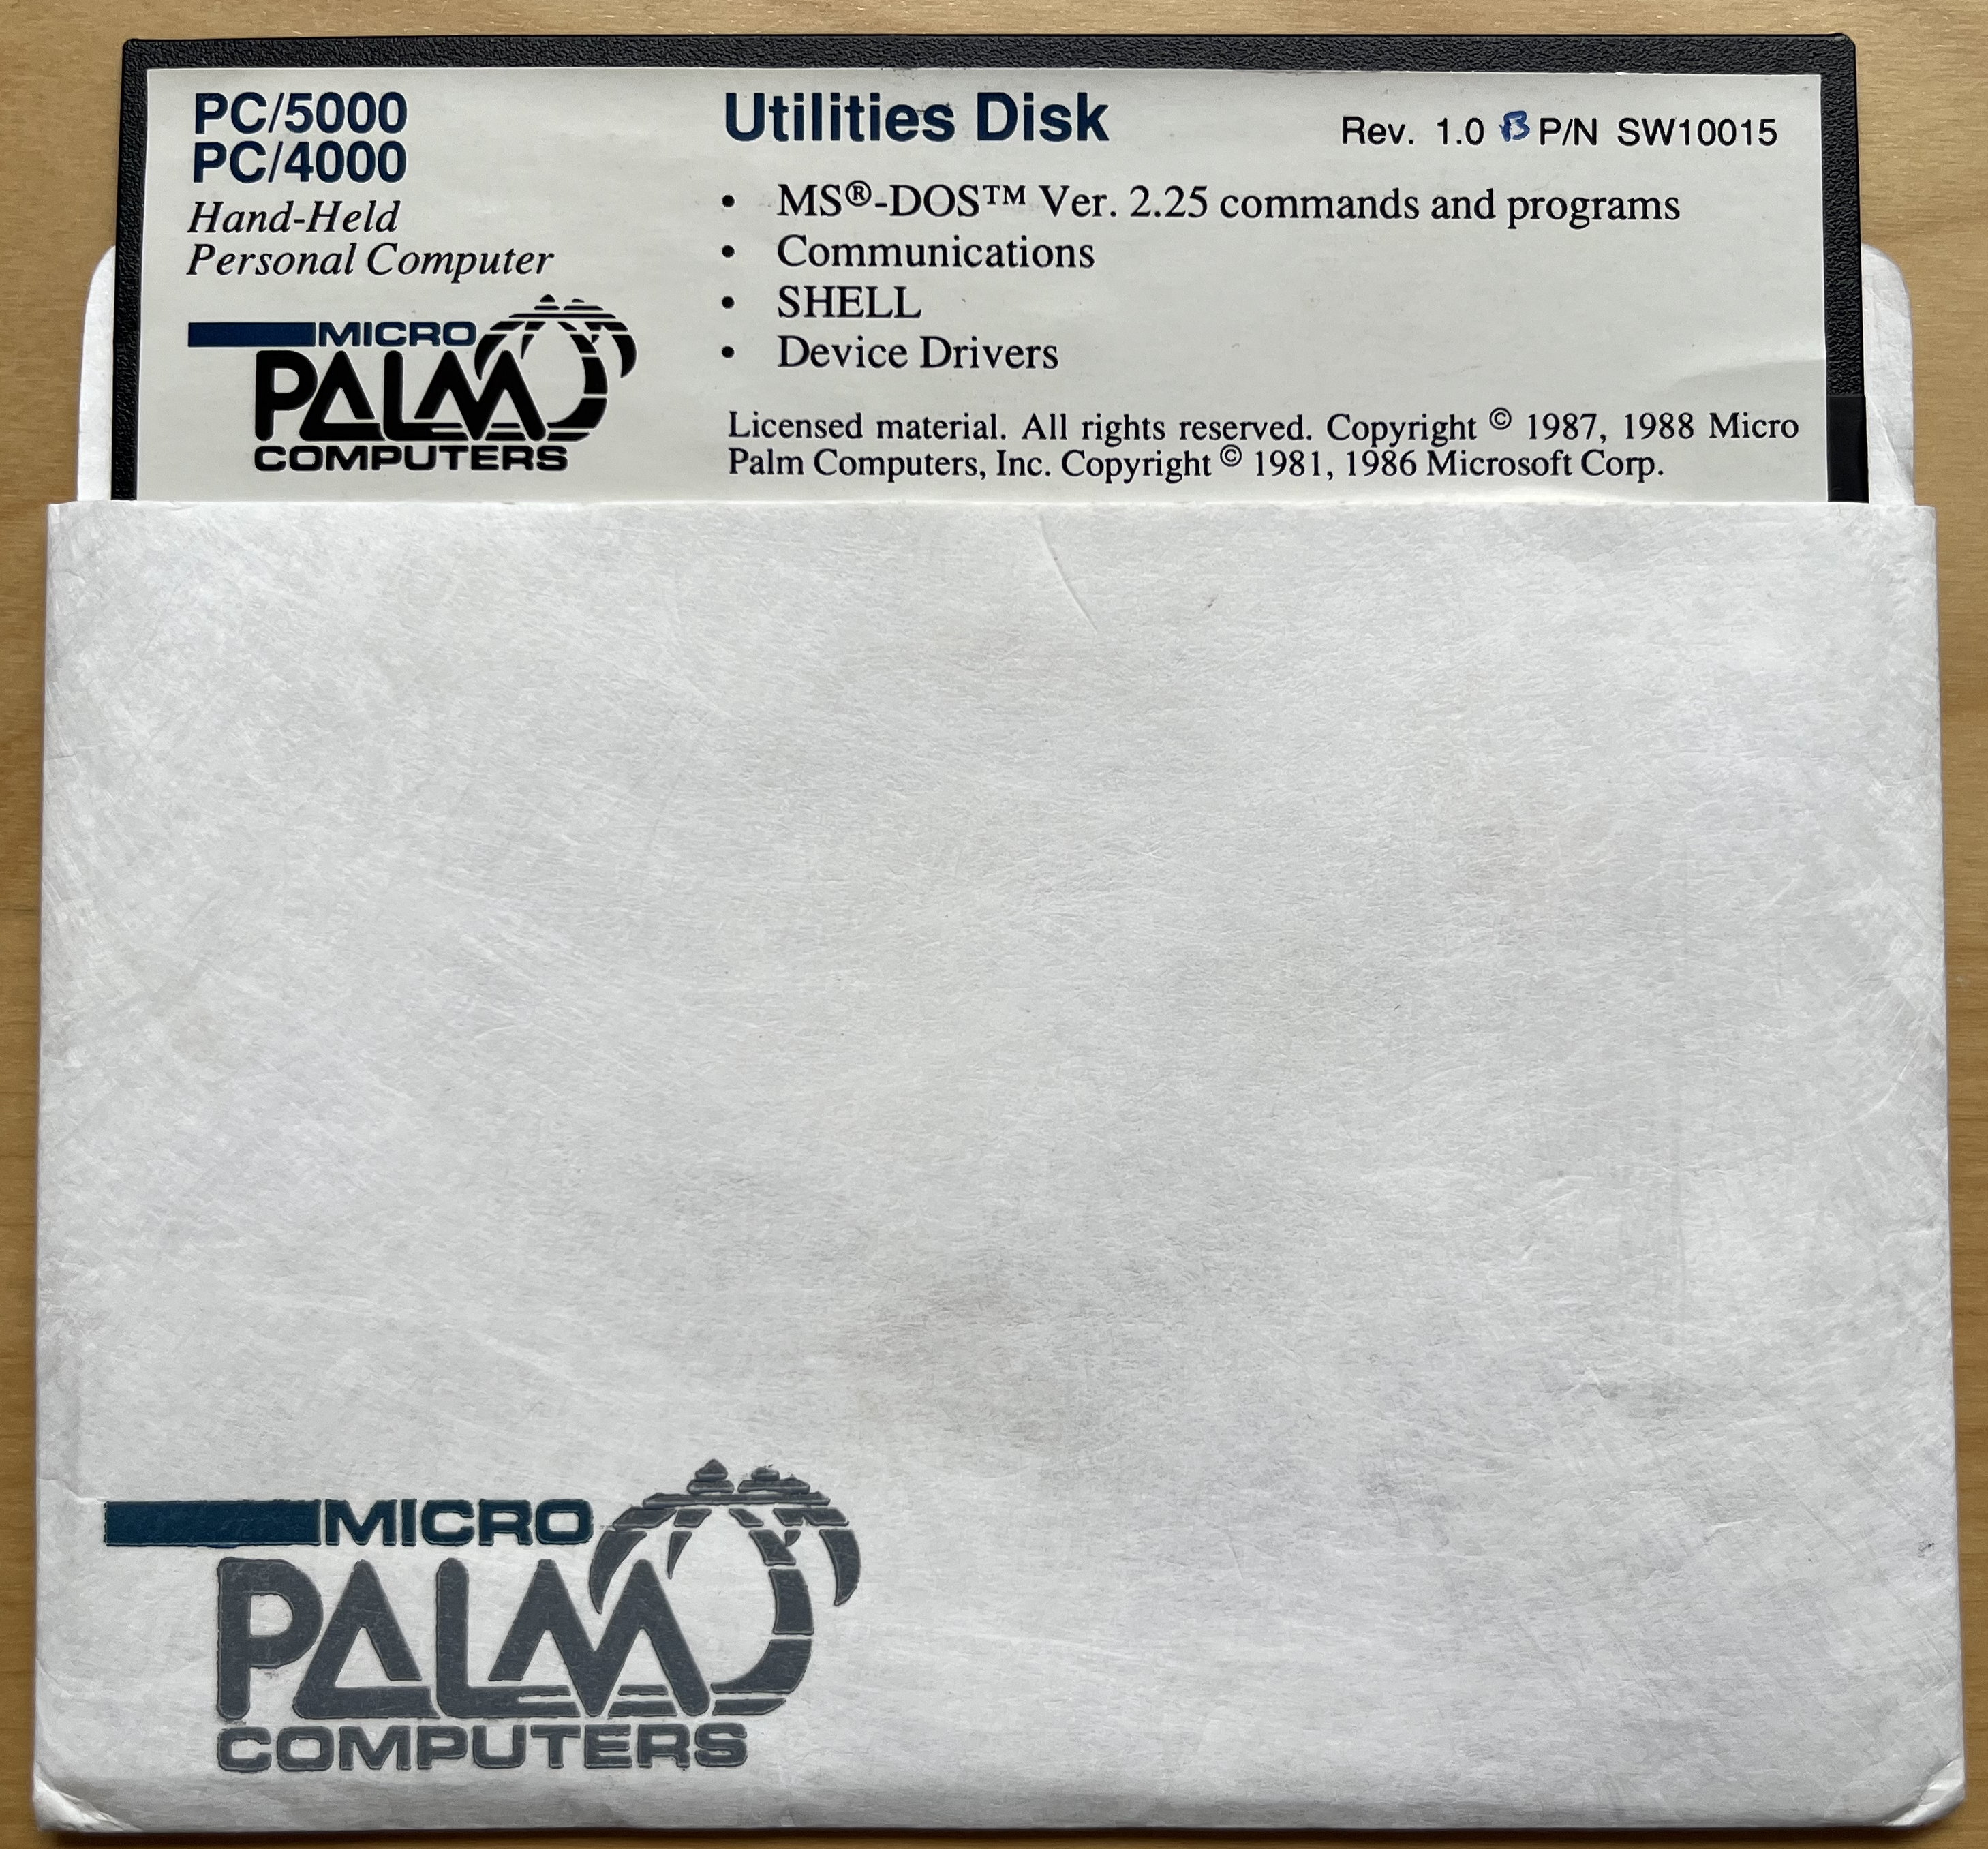 PC/5000
PC/4000
Hand-Held
Personal Computer
MICRO
PALM
COMPUTERS
Utilities Disk
Rev. 1.0 B P/N SW10015
• MS®-DOS™ Ver. 2.25 commands and programs
• Communications
• SHELL
• Device Drivers
Licensed material. All rights reserved. Copyright © 1987, 1988 Micro
Palm Computers, Inc. Copyright © 1981, 1986 Microsoft Corp.
MICRO
PALM
COMPUTERS